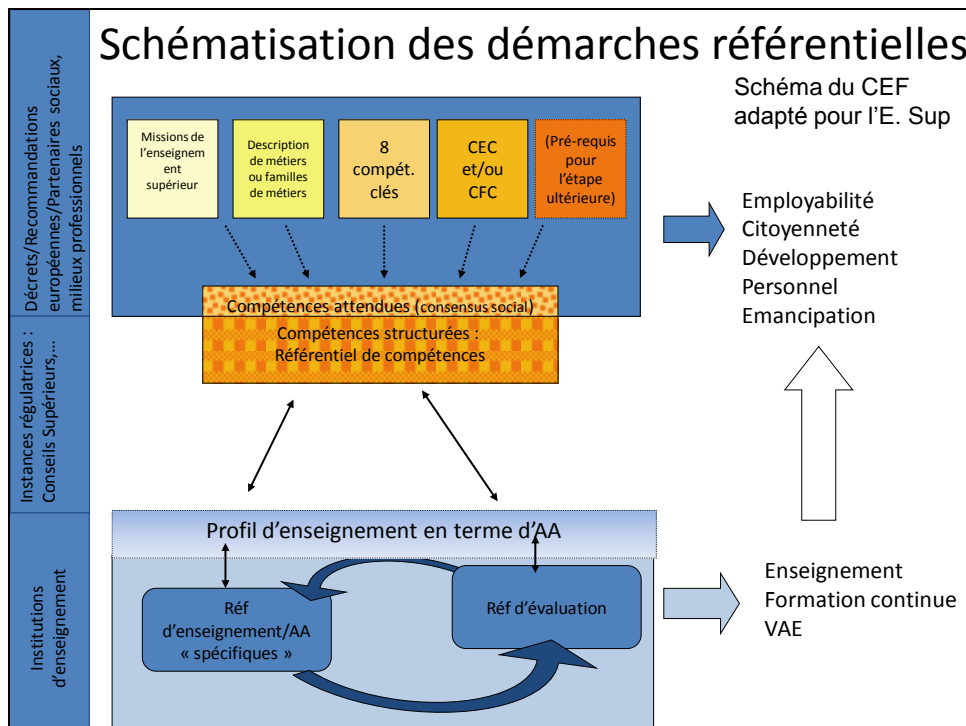 Schématisation des démarches référentielles
Schéma du CEF
adapté pour l'E. Sup
Décrets/Recommandations
européennes/Partenaires sociaux,
milieux professionnels
Missions de
l'enseignem
ent
supérieur
Description
de métiers
ou familles
de métiers
8
compét.
clés
CEC
et/ou
CFC
(Pré-requis
pour
l'étape
ultérieure)
Employabilité
Citoyenneté
Développement
Personnel
Emancipation
Compétences attendues (consensus social)
Compétences structurées :
Référentiel de compétences
Instances régulatrices :
Conseils Supérieurs,...
Profil d'enseignement en terme d'AA
Institutions
d'enseignement
Réf
d'enseignement/AA
« spécifiques »
Réf d'évaluation
Enseignement
Formation continue
VAE